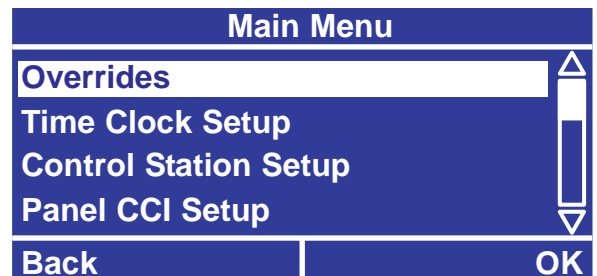 Main Menu
Overrides
Time Clock Setup
Control Station Setup
Panel CCI Setup
Back OK